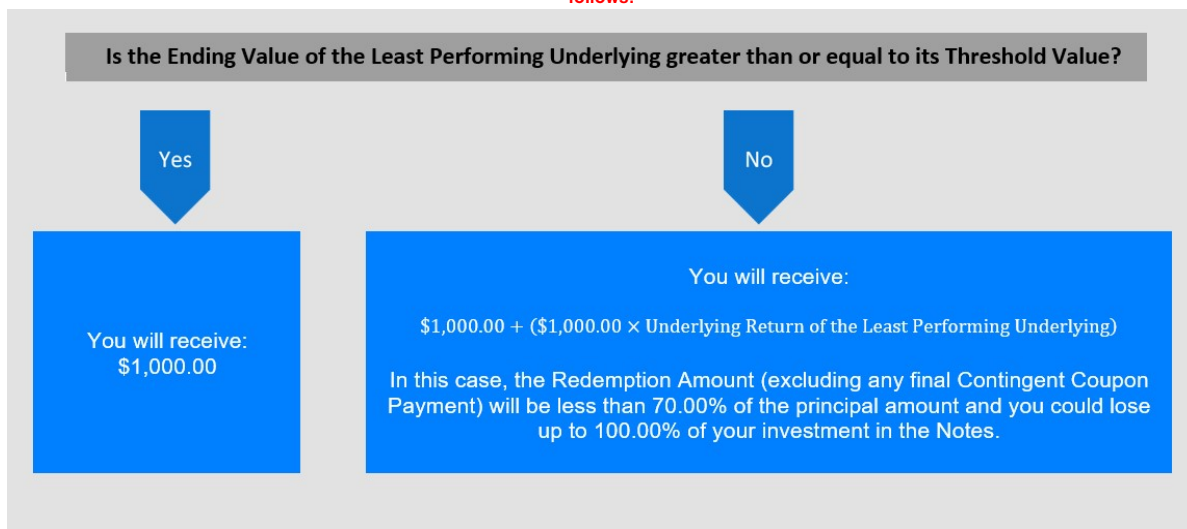 follows:
Is the Ending Value of the Least Performing Underlying greater than or equal to its Threshold Value?
Yes
No
You will receive:
$1,000.00
You will receive:
$1,000.00 + ($1,000.00 × Underlying Return of the Least Performing Underlying)
In this case, the Redemption Amount (excluding any final Contingent Coupon
Payment) will be less than 70.00% of the principal amount and you could lose
up to 100.00% of your investment in the Notes.